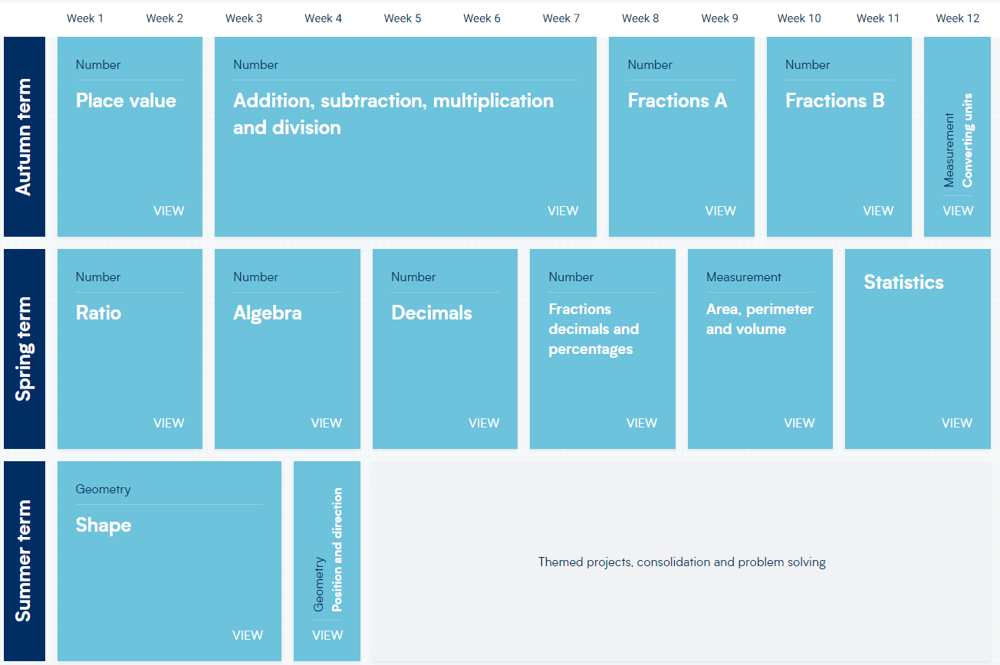 Week 1 Week 2 Week 3 Week 4 Week 5 Week 6 Week 7 Week 8 Week 9 Week 10 Week 11 Week 12
Autumn term
Number
Place value
VIEW
Number
Addition, subtraction, multiplication
and division
VIEW
Number
Fractions A
VIEW
Number
Fractions B
VIEW
Measurement
Converting units
VIEW
Spring term
Number
Ratio
VIEW
Number
Algebra
VIEW
Number
Decimals
VIEW
Number
Fractions
decimals and
percentages
VIEW
Measurement
Area, perimeter
and volume
VIEW
Statistics
VIEW
Summer term
Geometry
Shape
VIEW
Geometry
Position and direction
VIEW
Themed projects, consolidation and problem solving